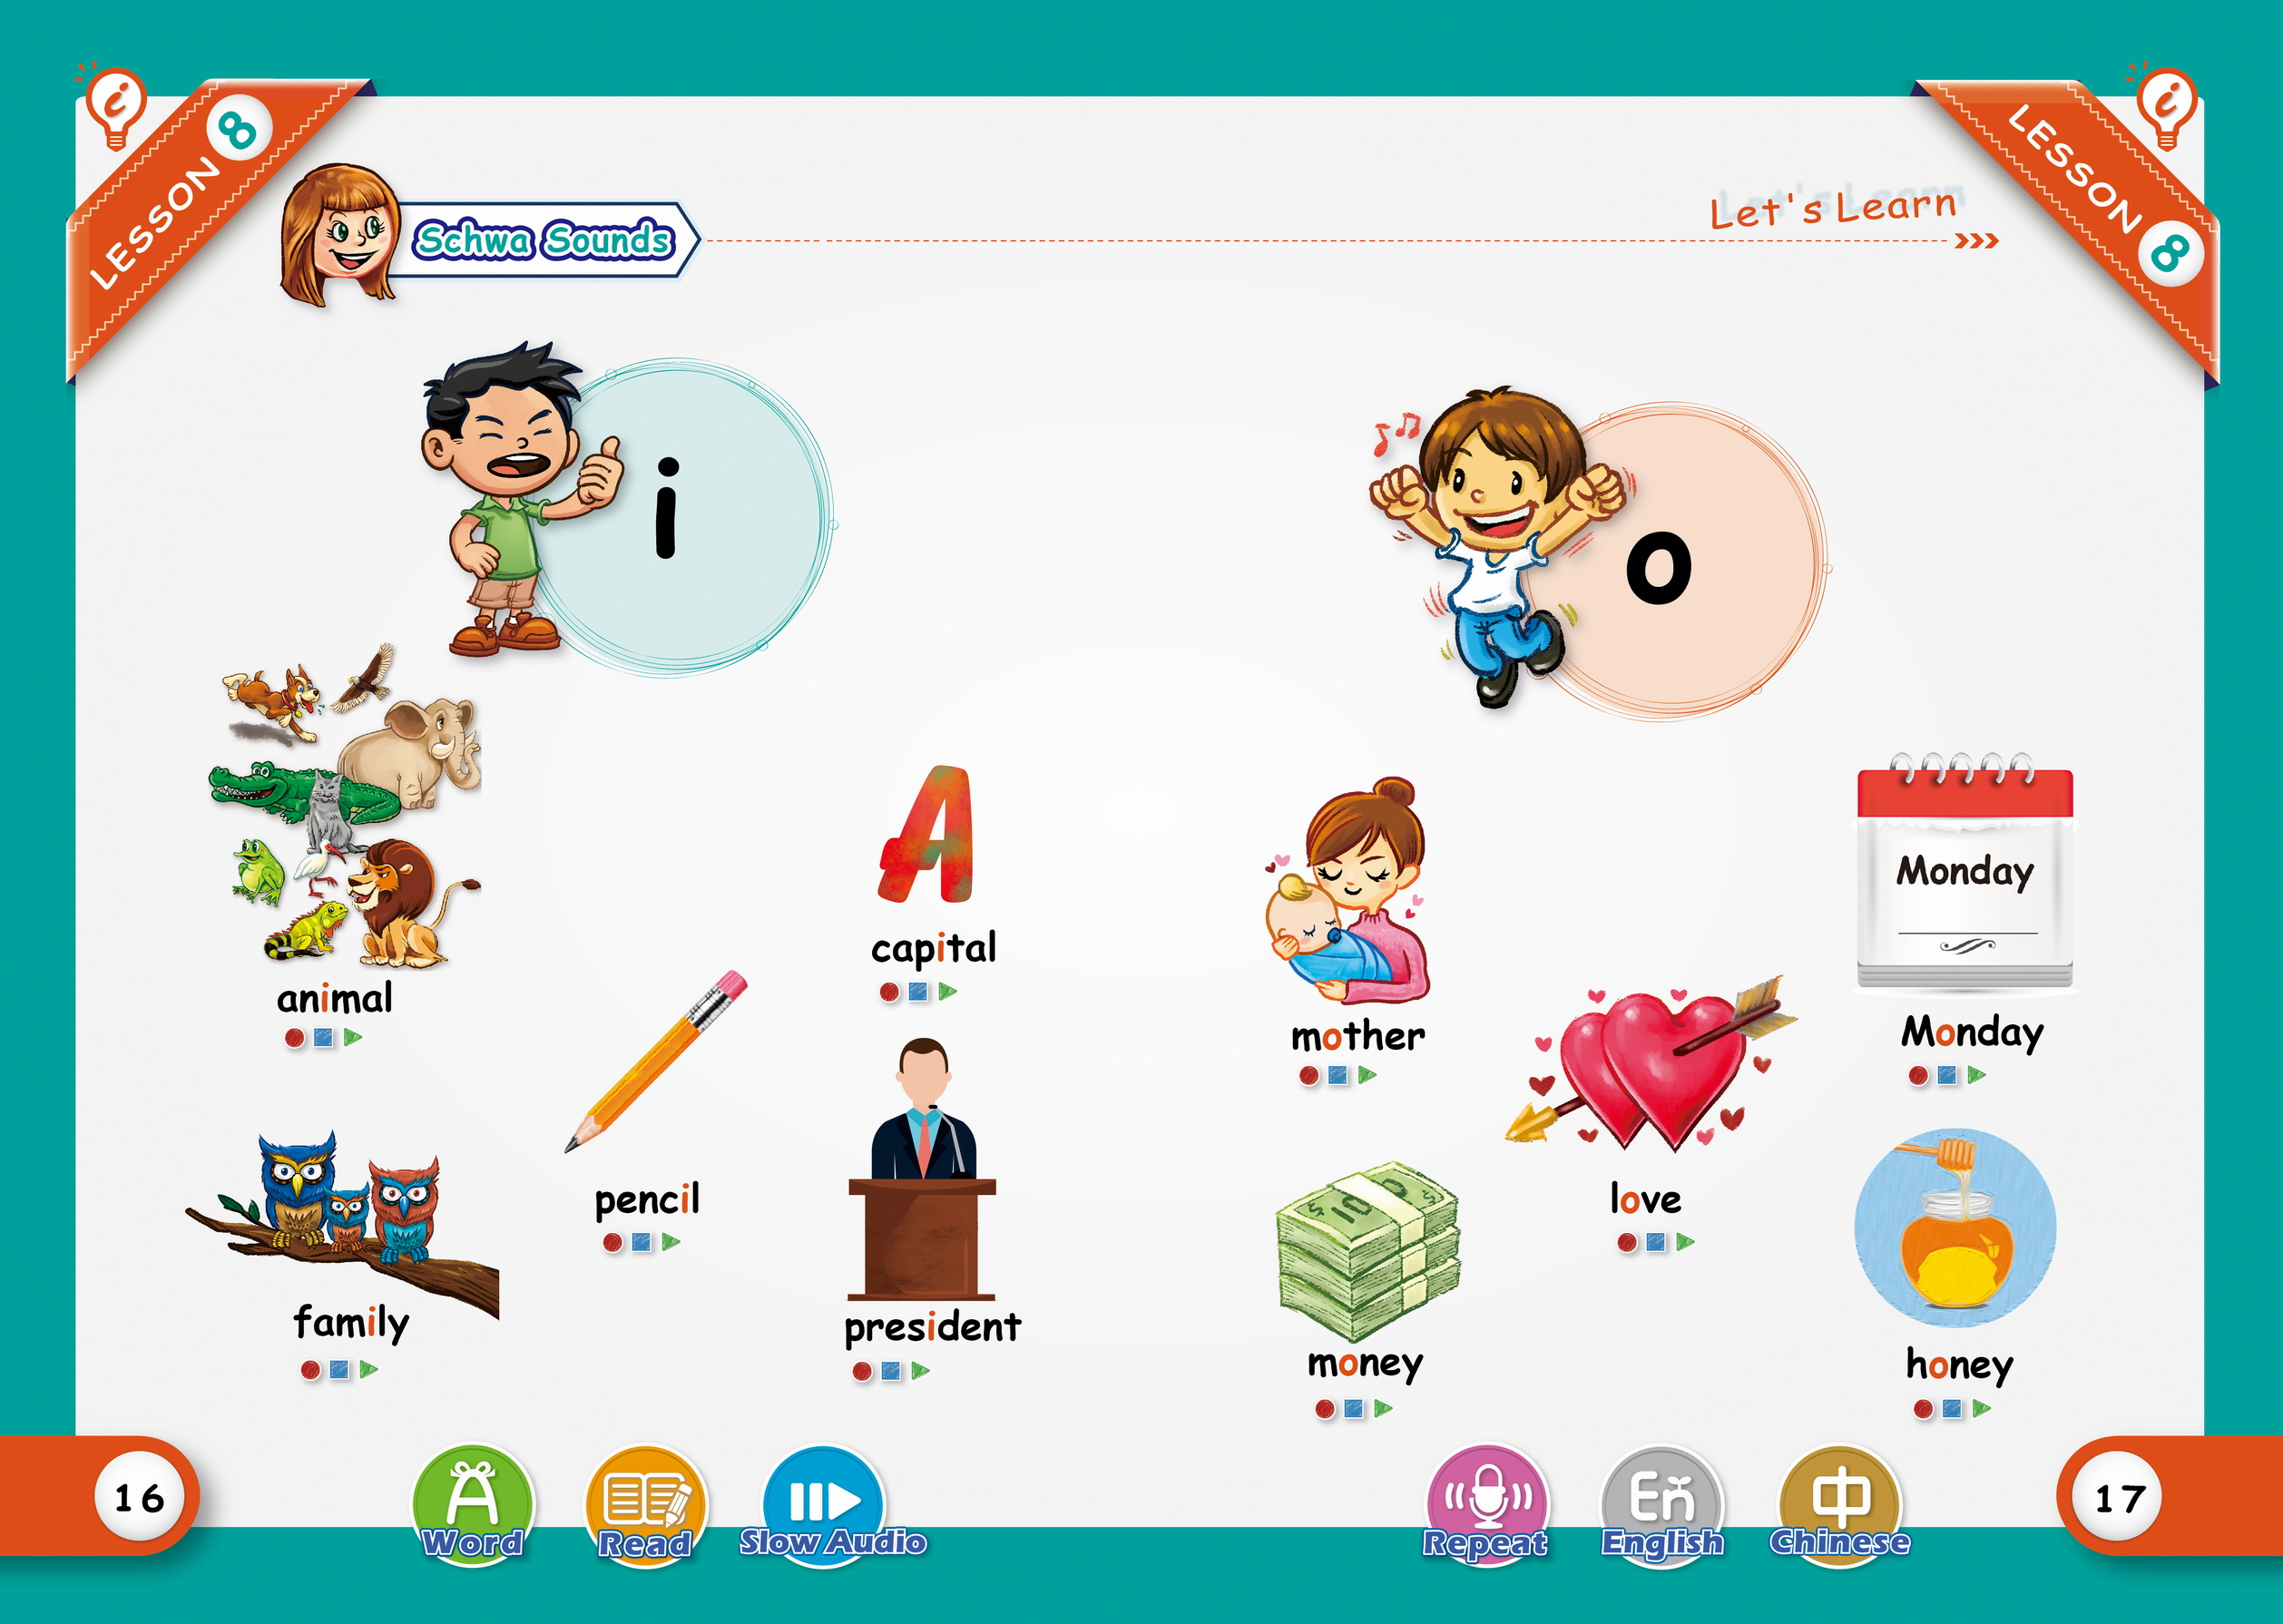 LESSON 8
Schwa Sounds
Let's Learn
LESSON 8
i
o
A
capital
animal
pencil
family
president
mother
Monday
Monday
love
money
10
honey
16
Word
Read
Slow Audio
Repeat
En
English
中
Chinese
17